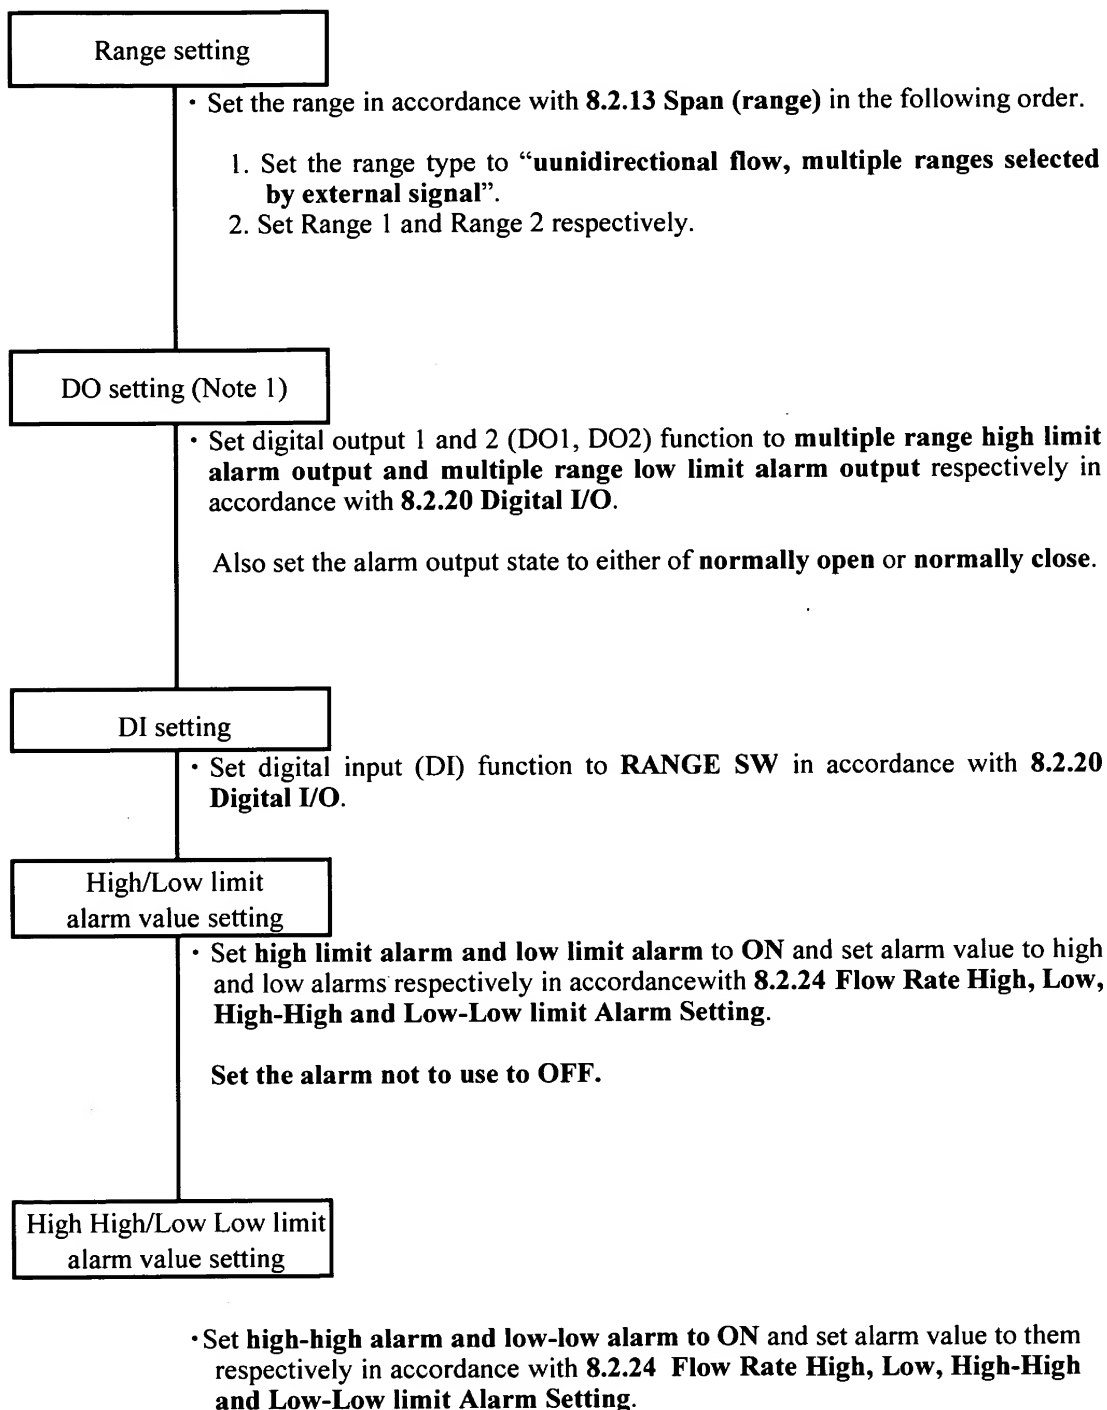 Range setting
· Set the range in accordance with 8.2.13 Span (range) in the following order.
1. Set the range type to “uunidirectional flow, multiple ranges selected
by external signal”.
2. Set Range 1 and Range 2 respectively.
DO setting (Note 1)
· Set digital output 1 and 2 (DO1, DO2) function to multiple range high limit
alarm output and multiple range low limit alarm output respectively in
accordance with 8.2.20 Digital I/O.
Also set the alarm output state to either of normally open or normally close.
DI setting
· Set digital input (DI) function to RANGE SW in accordance with 8.2.20
Digital I/O.
High/Low limit
alarm value setting
· Set high limit alarm and low limit alarm to ON and set alarm value to high
and low alarms respectively in accordancewith 8.2.24 Flow Rate High, Low,
High-High and Low-Low limit Alarm Setting.
Set the alarm not to use to OFF.
High High/Low Low limit
alarm value setting
· Set high-high alarm and low-low alarm to ON and set alarm value to them
respectively in accordance with 8.2.24 Flow Rate High, Low, High-High
and Low-Low limit Alarm Setting.